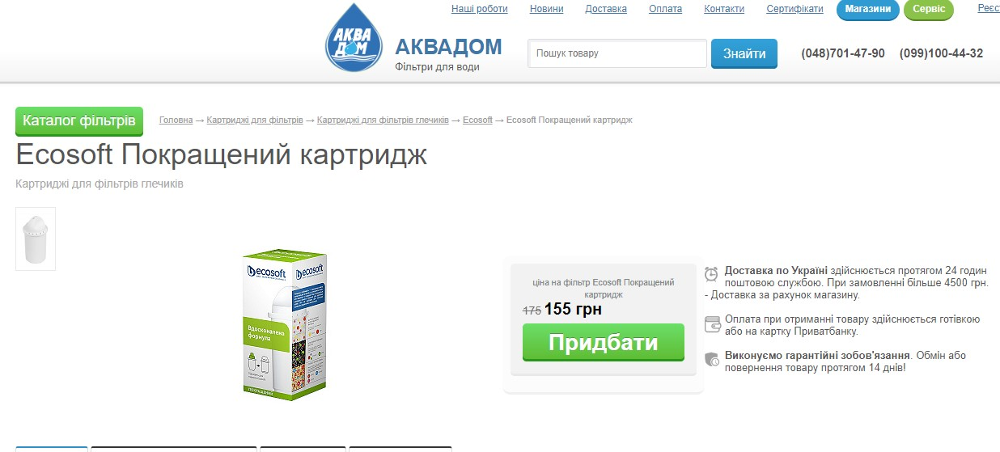 Наші роботи Новини Доставка Оплата Контакти Сертифікати Магазини Сервіс
АКВА
ДОМ
АКВАДОМ
Фільтри для води
Пошук товару
Знайти
(048)701-47-90 (099)100-44-32
Каталог фільтрів
Головна → Картриджі для фільтрів → Картриджі для фільтрів глечиків → Ecosoft → Ecosoft Покращений картридж
Ecosoft Покращений картридж
Картриджі для фільтрів глечиків
ecosoft
ecosoft
Вдосконалена
формула
ПОКРАЩЕНИЙ
ціна на фільтр Ecosoft Покращений
картридж
175 155 грн
Придбати
Доставка по Україні здійснюється протягом 24 годин
поштовою службою. При замовленні більше 4500 грн.
- Доставка за рахунок магазину.
Оплата при отриманні товару здійснюється готівкою
або на картку Приватбанку.
Виконуємо гарантійні зобов'язання. Обмін або
повернення товару протягом 14 днів!